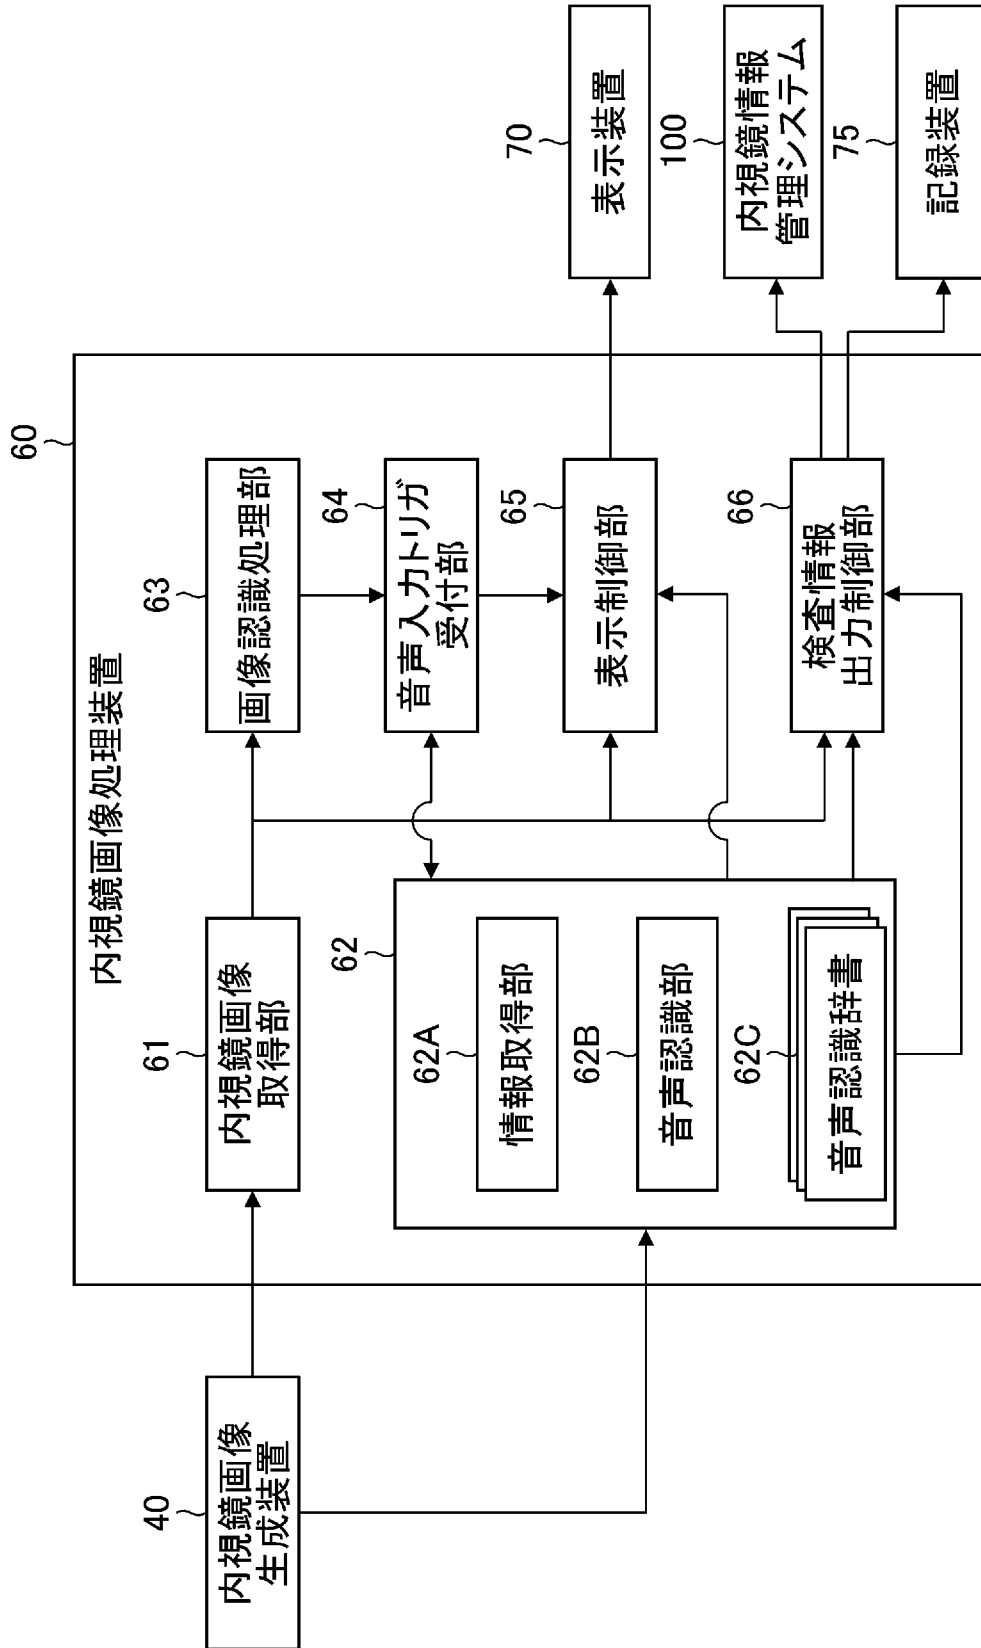 60
内視鏡画像処理装置
40
内視鏡画像
生成装置
61
内視鏡画像
取得部
63
画像認識処理部
64
音声入力トリガ
受付部
62
62A
情報取得部
62B
音声認識部
62C
音声認識辞書
65
表示制御部
66
検査情報
出力制御部
70
表示装置
100
内視鏡情報
管理システム
75
記録装置